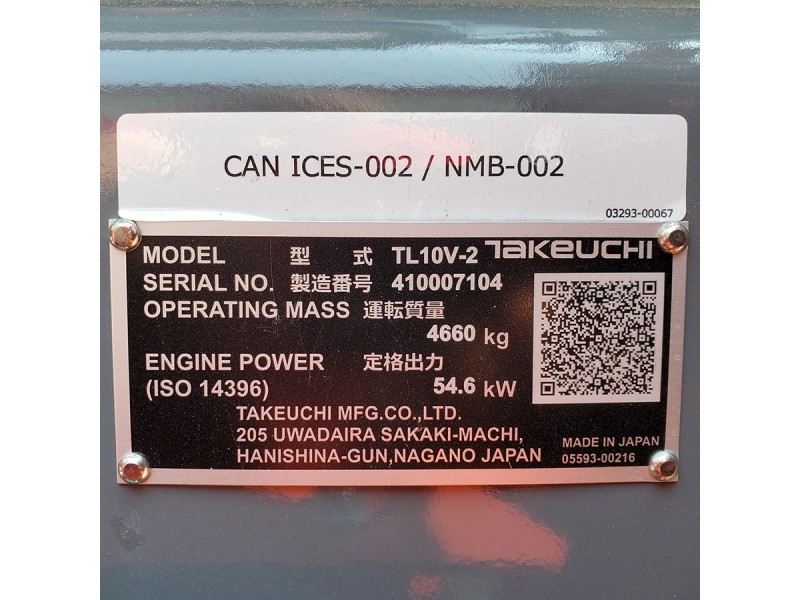 CAN ICES-002 / NMB-002
03293-00067
MODEL 型式 TL10V-2 TAKEUCHI
SERIAL NO. 製造番号 410007104
OPERATING MASS 運転質量
4660 kg
ENGINE POWER 定格出力
(ISO 14396) 54.6 kW
TAKEUCHI MFG.CO.,LTD.
205 UWADAIRA SAKAKI-MACHI,
HANISHINA-GUN,NAGANO JAPAN
MADE IN JAPAN
05593-00216